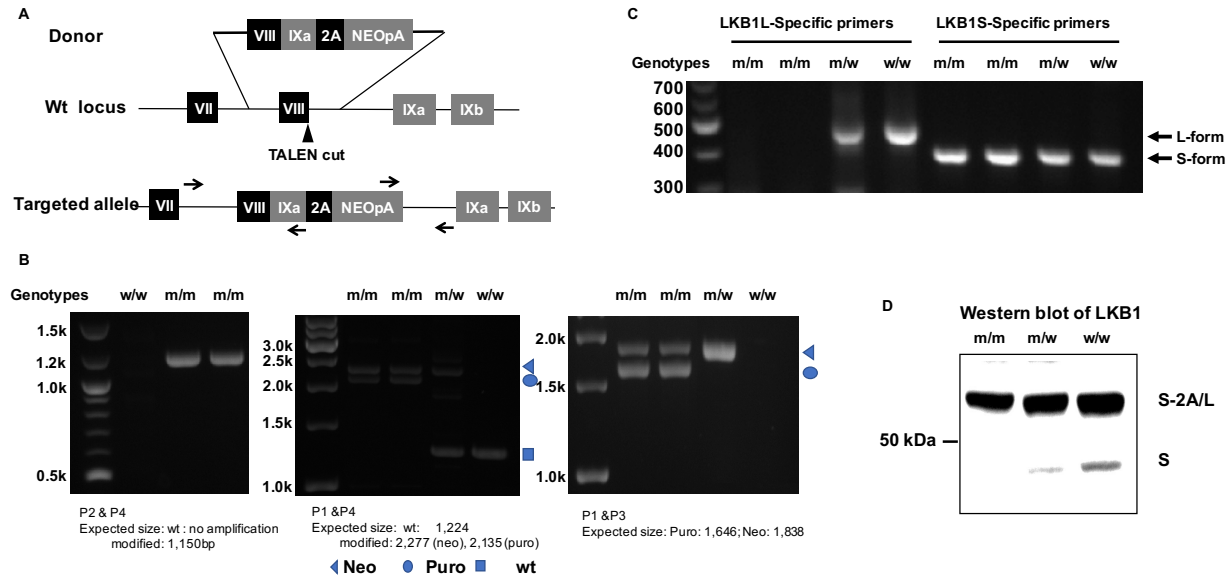 A
Donor
VIII IXa 2A NEOpA
Wt locus
VII VIII IXa IXb
TALEN cut
Targeted allele
VII VIII IXa 2A NEOpA IXa IXb
B
Genotypes w/w m/m m/m
1.5k
1.2k
1.0k
0.5k
P2 & P4
Expected size: wt : no amplification
modified: 1,150bp
m/m m/m m/w w/w
3.0k
2.5k
2.0k
1.5k
1.0k
P1 &P4
Expected size: wt: 1,224
modified: 2,277 (neo), 2,135 (puro)
Neo Puro wt
m/m m/m m/w w/w
2.0k
1.5k
1.0k
P1 &P3
Expected size: Puro: 1,646; Neo: 1,838
C
LKB1L-Specific primers LKB1S-Specific primers
Genotypes m/m m/m m/w w/w m/m m/m m/w w/w
700
600
500
400
300
L-form
S-form
D
Western blot of LKB1
m/m m/w w/w
S-2A/L
50 kDa
S